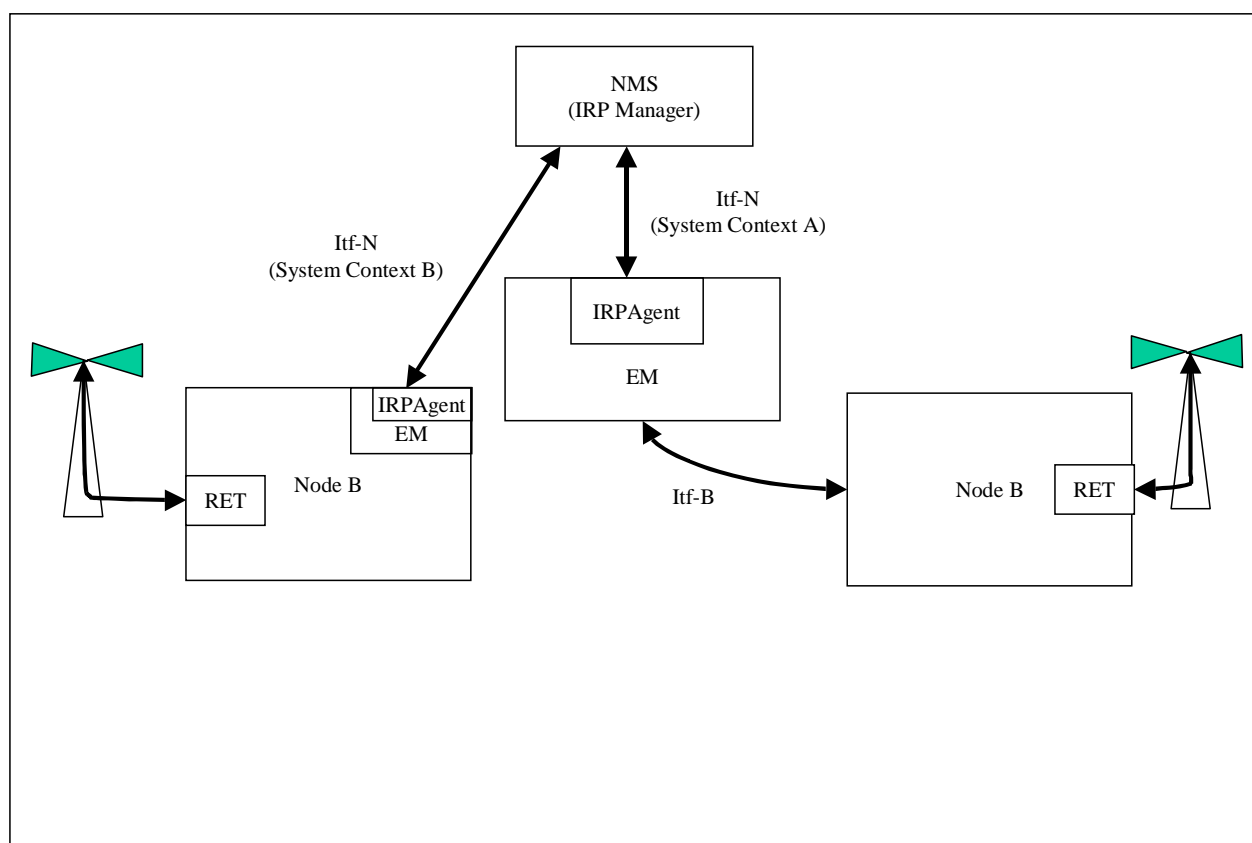 NMS
(IRP Manager)
Itf-N
(System Context A)
Itf-N
(System Context B)
IRPAgent
EM
IRPAgent
EM
Node B
RET
Itf-B
Node B
RET